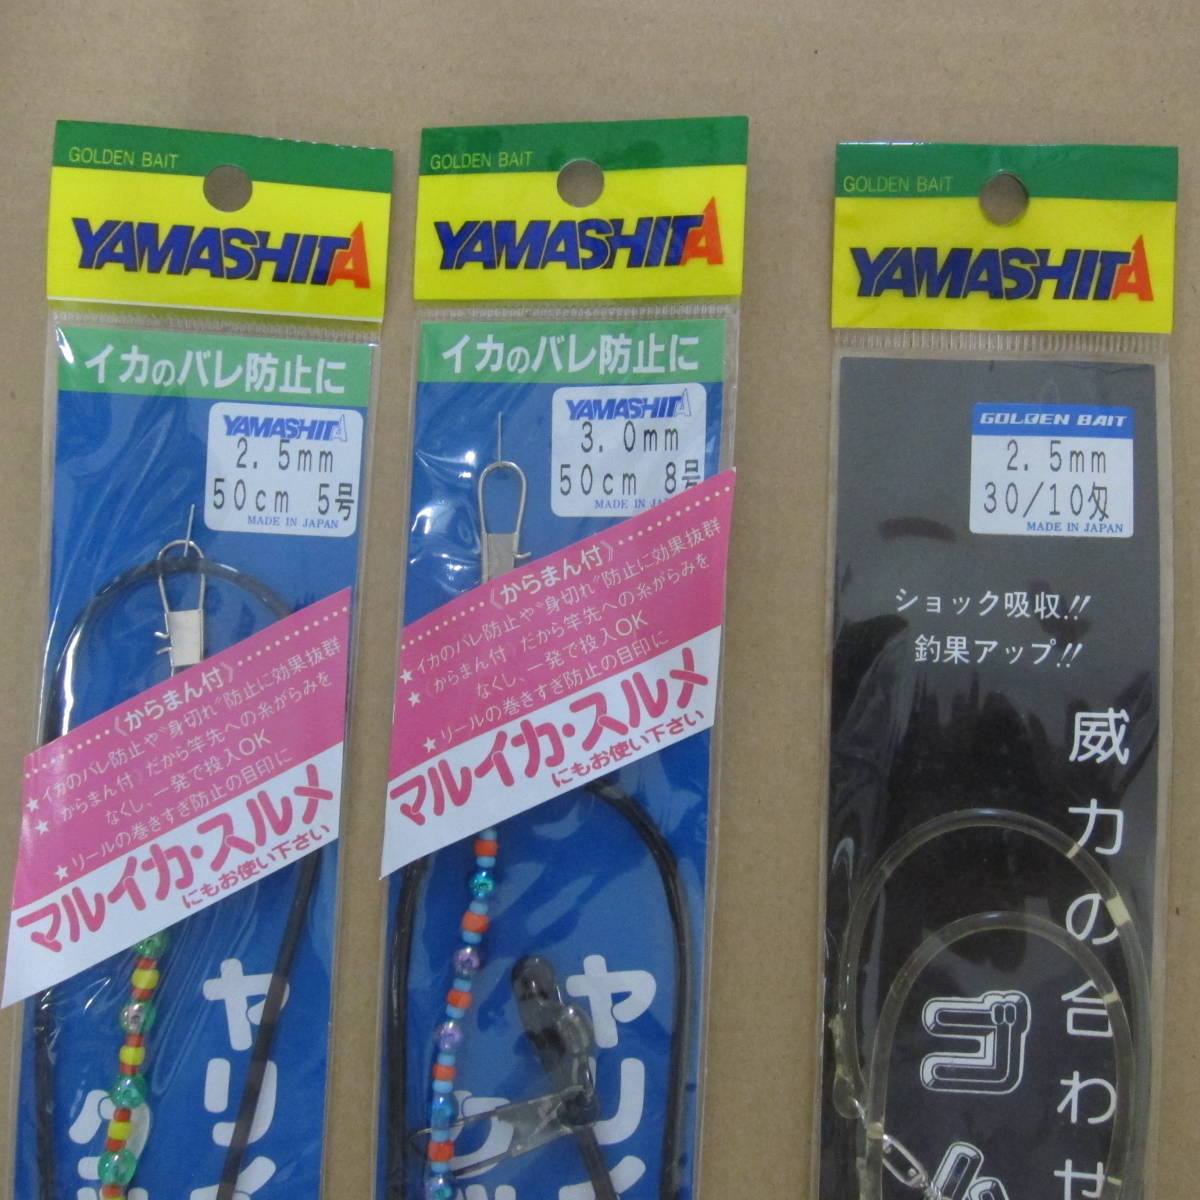 GOLDEN BAIT
YAMASHITA
イカのバレ防止に
YAMASHITA
2.5mm
50cm 5号
MADE IN JAPAN
《からまん付》
★イカのバレ防止や"身切れ"防止に効果抜群
★《からまん付》だから竿先への糸がらみを
なくし、一発で投入OK
★リールの巻きすぎ防止の目印に
マルイカ・スルメ
にもお使い下さい
ヤリイ
GOLDEN BAIT
YAMASHITA
イカのバレ防止に
YAMASHITA
3.0mm
50cm 8号
MADE IN JAPAN
《からまん付》
★イカのバレ防止や"身切れ"防止に効果抜群
★《からまん付》だから竿先への糸がらみを
なくし、一発で投入OK
★リールの巻きすぎ防止の目印に
マルイカ・スルメ
にもお使い下さい
ヤリイ
GOLDEN BAIT
YAMASHITA
GOLDEN BAIT
2.5mm
30/10匁
MADE IN JAPAN
ショック吸収!!
釣果アップ!!
威力の合わせ
ゴム